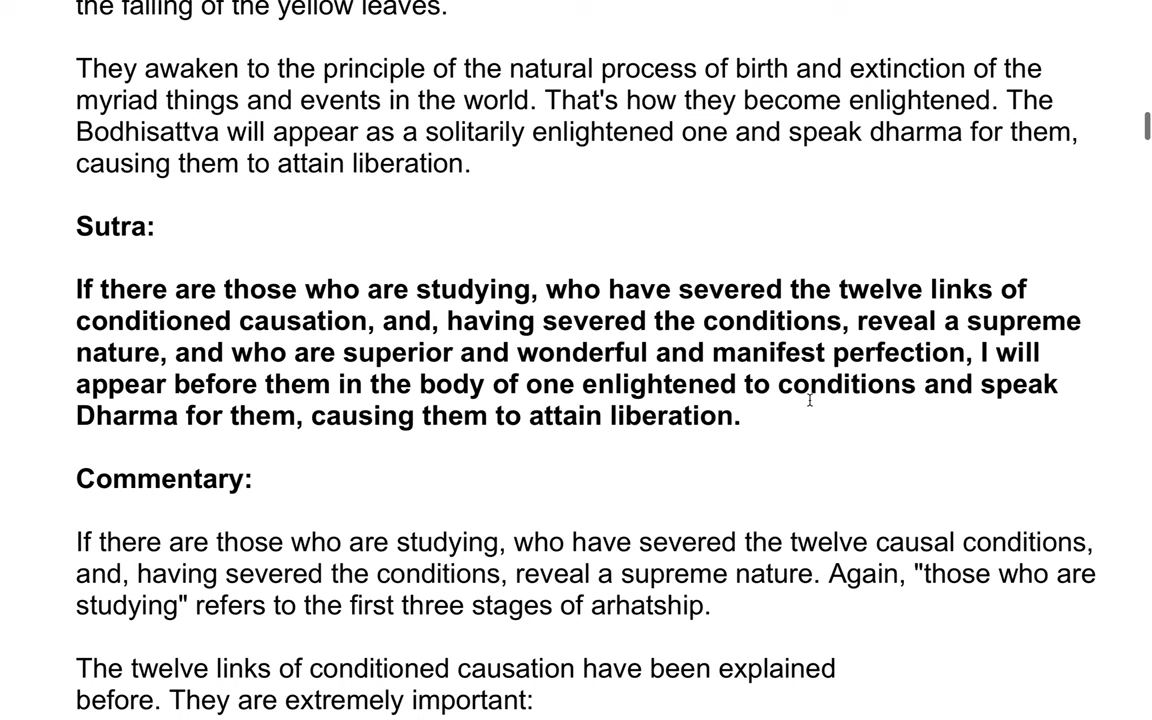 the falling of the yellow leaves.
They awaken to the principle of the natural process of birth and extinction of the
myriad things and events in the world. That's how they become enlightened. The
Bodhisattva will appear as a solitarily enlightened one and speak dharma for them,
causing them to attain liberation.
Sutra:
If there are those who are studying, who have severed the twelve links of
conditioned causation, and, having severed the conditions, reveal a supreme
nature, and who are superior and wonderful and manifest perfection, I will
appear before them in the body of one enlightened to conditions and speak
Dharma for them, causing them to attain liberation.
Commentary:
If there are those who are studying, who have severed the twelve causal conditions,
and, having severed the conditions, reveal a supreme nature. Again, "those who are
studying" refers to the first three stages of arhatship.
The twelve links of conditioned causation have been explained
before. They are extremely important: